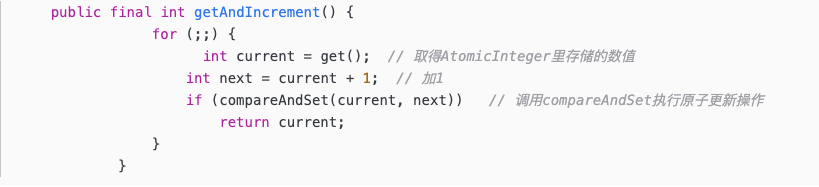 public final int getAndIncrement() {
for (;;) {
int current = get();  // 取得AtomicInteger里存储的数值
int next = current + 1;  // 加1
if (compareAndSet(current, next))   // 调用compareAndSet执行原子更新操作
return current;
}
}